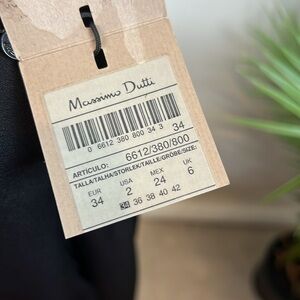 Massimo Dutti
0 6612 380 800 34 3
34
ARTICULO: 6612/380/800
TALLA/TALHA/STORLEK/TAILLE/GRÖßE/SIZE:
EUR USA MEX UK
34 2 24 6
34 36 38 40 42